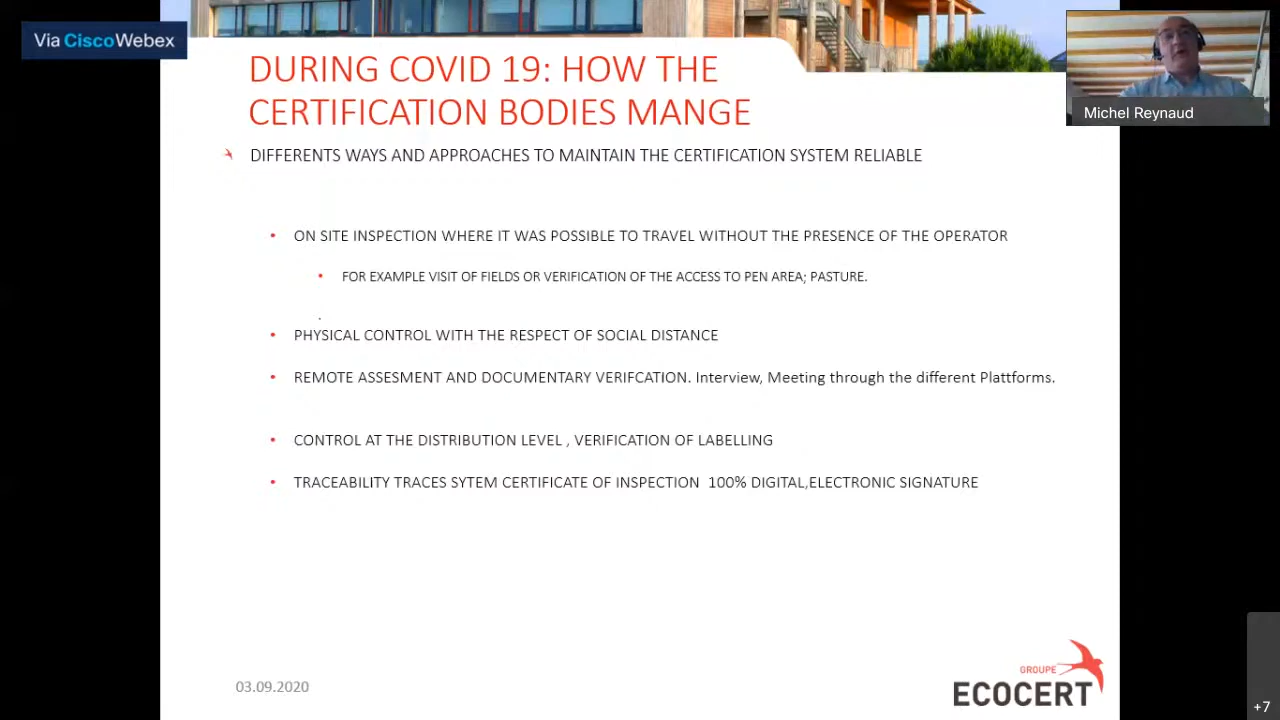 Via CiscoWebex
DURING COVID 19: HOW THE
CERTIFICATION BODIES MANGE
Michel Reynaud
DIFFERENTS WAYS AND APPROACHES TO MAINTAIN THE CERTIFICATION SYSTEM RELIABLE
• ON SITE INSPECTION WHERE IT WAS POSSIBLE TO TRAVEL WITHOUT THE PRESENCE OF THE OPERATOR
• FOR EXAMPLE VISIT OF FIELDS OR VERIFICATION OF THE ACCESS TO PEN AREA; PASTURE.
.
• PHYSICAL CONTROL WITH THE RESPECT OF SOCIAL DISTANCE
• REMOTE ASSESMENT AND DOCUMENTARY VERIFCATION. Interview, Meeting through the different Plattforms.
• CONTROL AT THE DISTRIBUTION LEVEL , VERIFICATION OF LABELLING
• TRACEABILITY TRACES SYTEM CERTIFICATE OF INSPECTION 100% DIGITAL,ELECTRONIC SIGNATURE
03.09.2020
GROUPE
ECOCERT
+7